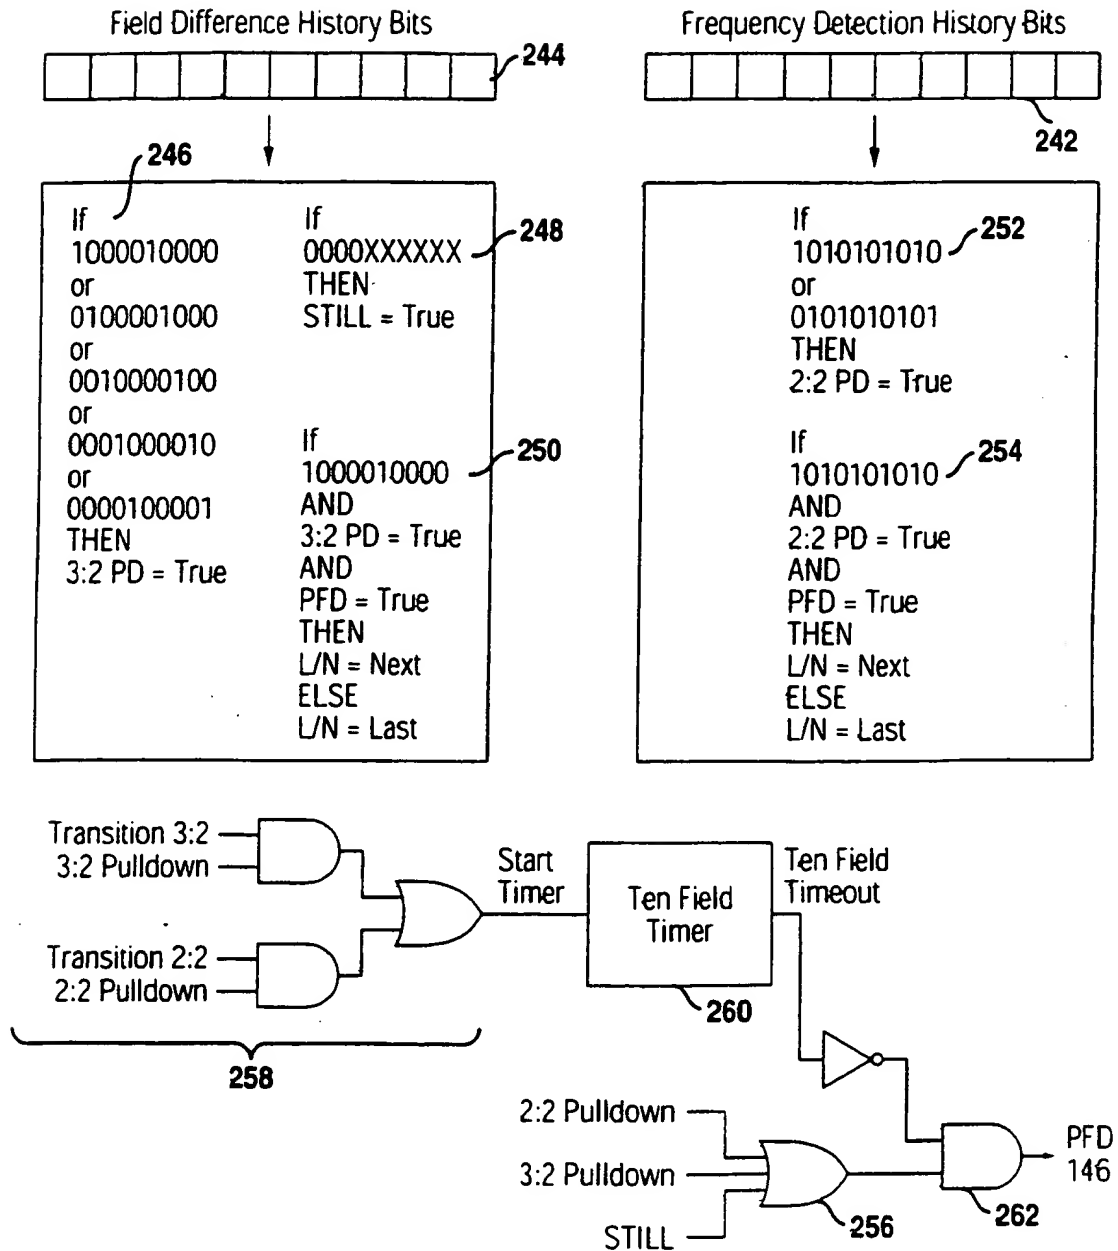 Field Difference History Bits
244
246
If
1000010000
or
0100001000
or
0010000100
or
0001000010
or
0000100001
THEN
3:2 PD = True
If
0000XXXXXX
248
THEN
STILL = True
If
1000010000
250
AND
3:2 PD = True
AND
PFD = True
THEN
L/N = Next
ELSE
L/N = Last
Frequency Detection History Bits
242
If
1010101010
252
or
0101010101
THEN
2:2 PD = True
If
1010101010
254
AND
2:2 PD = True
AND
PFD = True
THEN
L/N = Next
ELSE
L/N = Last
Transition 3:2
3:2 Pulldown
Transition 2:2
2:2 Pulldown
258
Start
Timer
Ten Field
Timer
260
Ten Field
Timeout
2:2 Pulldown
3:2 Pulldown
STILL
256
262
PFD
146